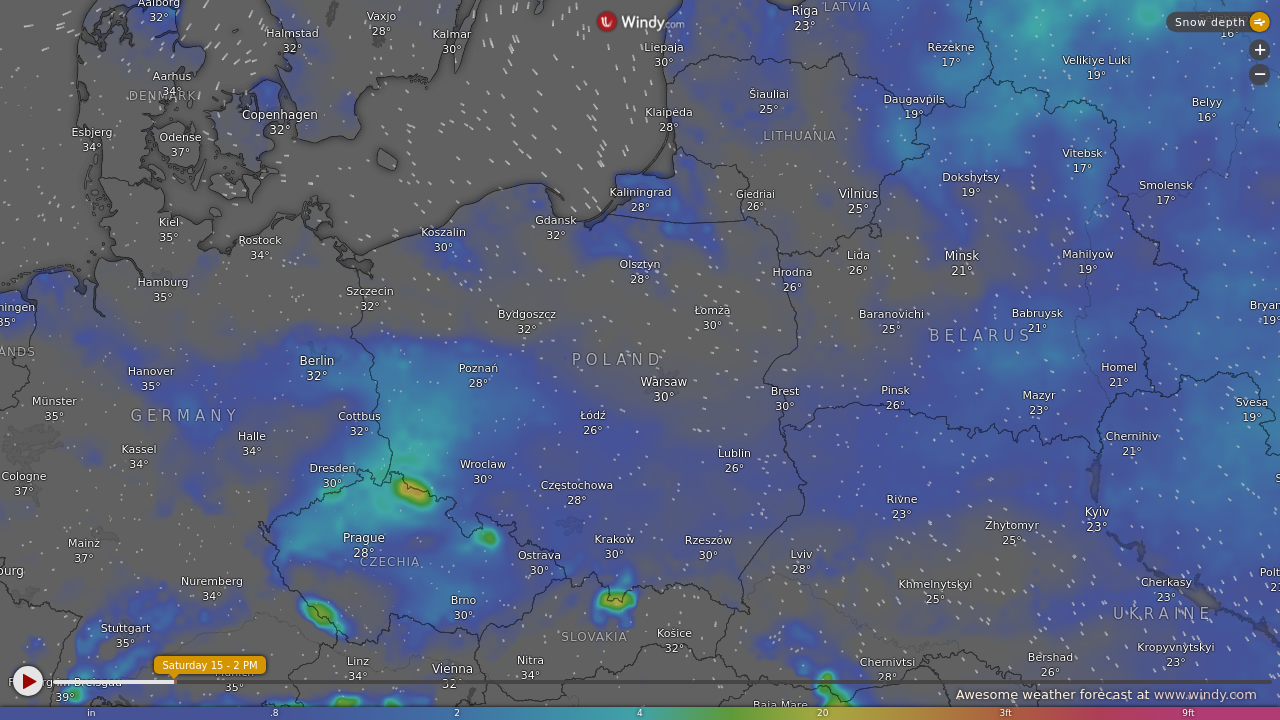 Aalborg
32°
Vaxjo
28°
Halmstad
32°
Kalmar
30°
Windy.com
Riga
23°
LATVIA
Snow depth
16°
Liepaja
30°
Rēzekne
17°
Velikiye Luki
19°
+
−
Aarhus
34°
DENMARK
Šiauliai
25°
Daugavpils
19°
Belyy
16°
Copenhagen
32°
Klaipėda
28°
Esbjerg
34°
Odense
37°
LITHUANIA
Vitebsk
17°
Dokshytsy
19°
Smolensk
17°
Kaliningrad
28°
Giedriai
26°
Vilnius
25°
Kiel
35°
Gdansk
32°
Koszalin
30°
Rostock
34°
Lida
26°
Minsk
21°
Mahilyow
19°
Olsztyn
28°
Hrodna
26°
Hamburg
35°
Szczecin
32°
Bydgoszcz
32°
Łomża
30°
Baranovichi
25°
Babruysk
21°
19°
35°
BELARUS
POLAND
Berlin
32°
Hanover
35°
Poznań
28°
Warsaw
30°
Homel
21°
Brest
30°
Pinsk
26°
Mazyr
23°
Svesa
19°
Münster
35°
GERMANY
Cottbus
32°
Łódź
26°
Halle
34°
Chernihiv
21°
Kassel
34°
Lublin
26°
Dresden
30°
Wroclaw
30°
Cologne
37°
Częstochowa
28°
Rivne
23°
Kyiv
23°
Zhytomyr
25°
Mainz
37°
Prague
28°
CZECHIA
Krakow
30°
Rzeszów
30°
Ostrava
30°
Lviv
28°
Nuremberg
34°
Khmelnytskyi
25°
Cherkasy
23°
Brno
30°
UKRAINE
Stuttgart
35°
SLOVAKIA
Košice
32°
Kropyvnytskyi
23°
Saturday 15 - 2 PM
Linz
34°
Vienna
32°
Nitra
34°
Chernivtsi
28°
Bershad
26°
35°
39°
Baia Mare
Awesome weather forecast at www.windy.com
in .8 2 4 20 3ft 9ft